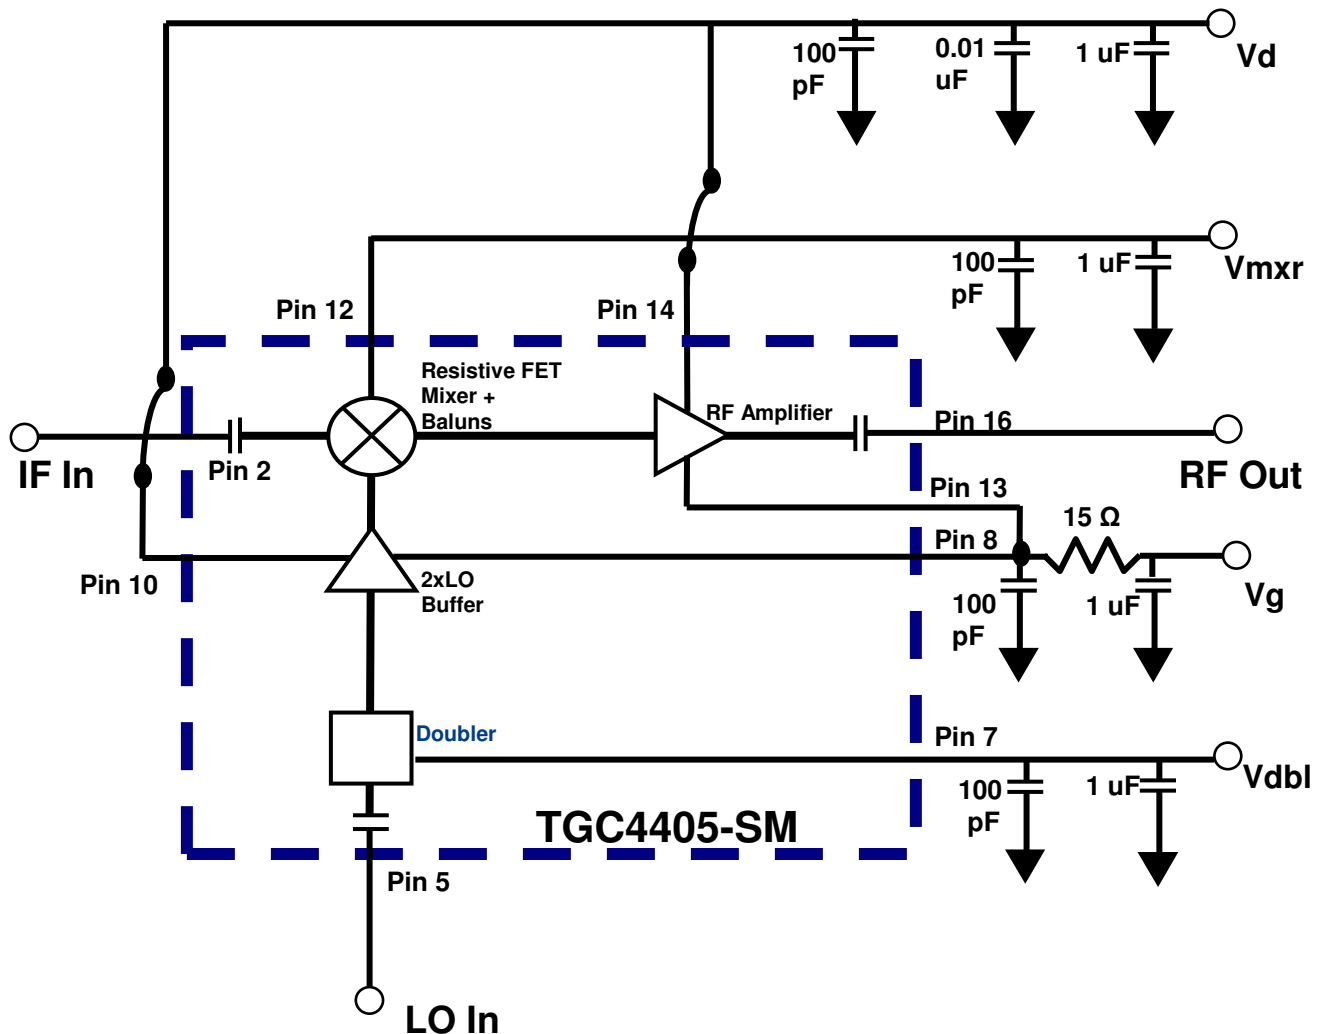 100
pF
0.01
uF
1 uF
Vd
100
pF
1 uF
Vmxr
Pin 12
Pin 14
Resistive FET
Mixer +
Baluns
RF Amplifier
Pin 16
IF In
Pin 2
RF Out
Pin 13
15 Ω
Pin 8
Pin 10
2xLO
Buffer
100
pF
1 uF
Vg
Doubler
Pin 7
100
pF
1 uF
Vdbl
TGC4405-SM
Pin 5
LO In